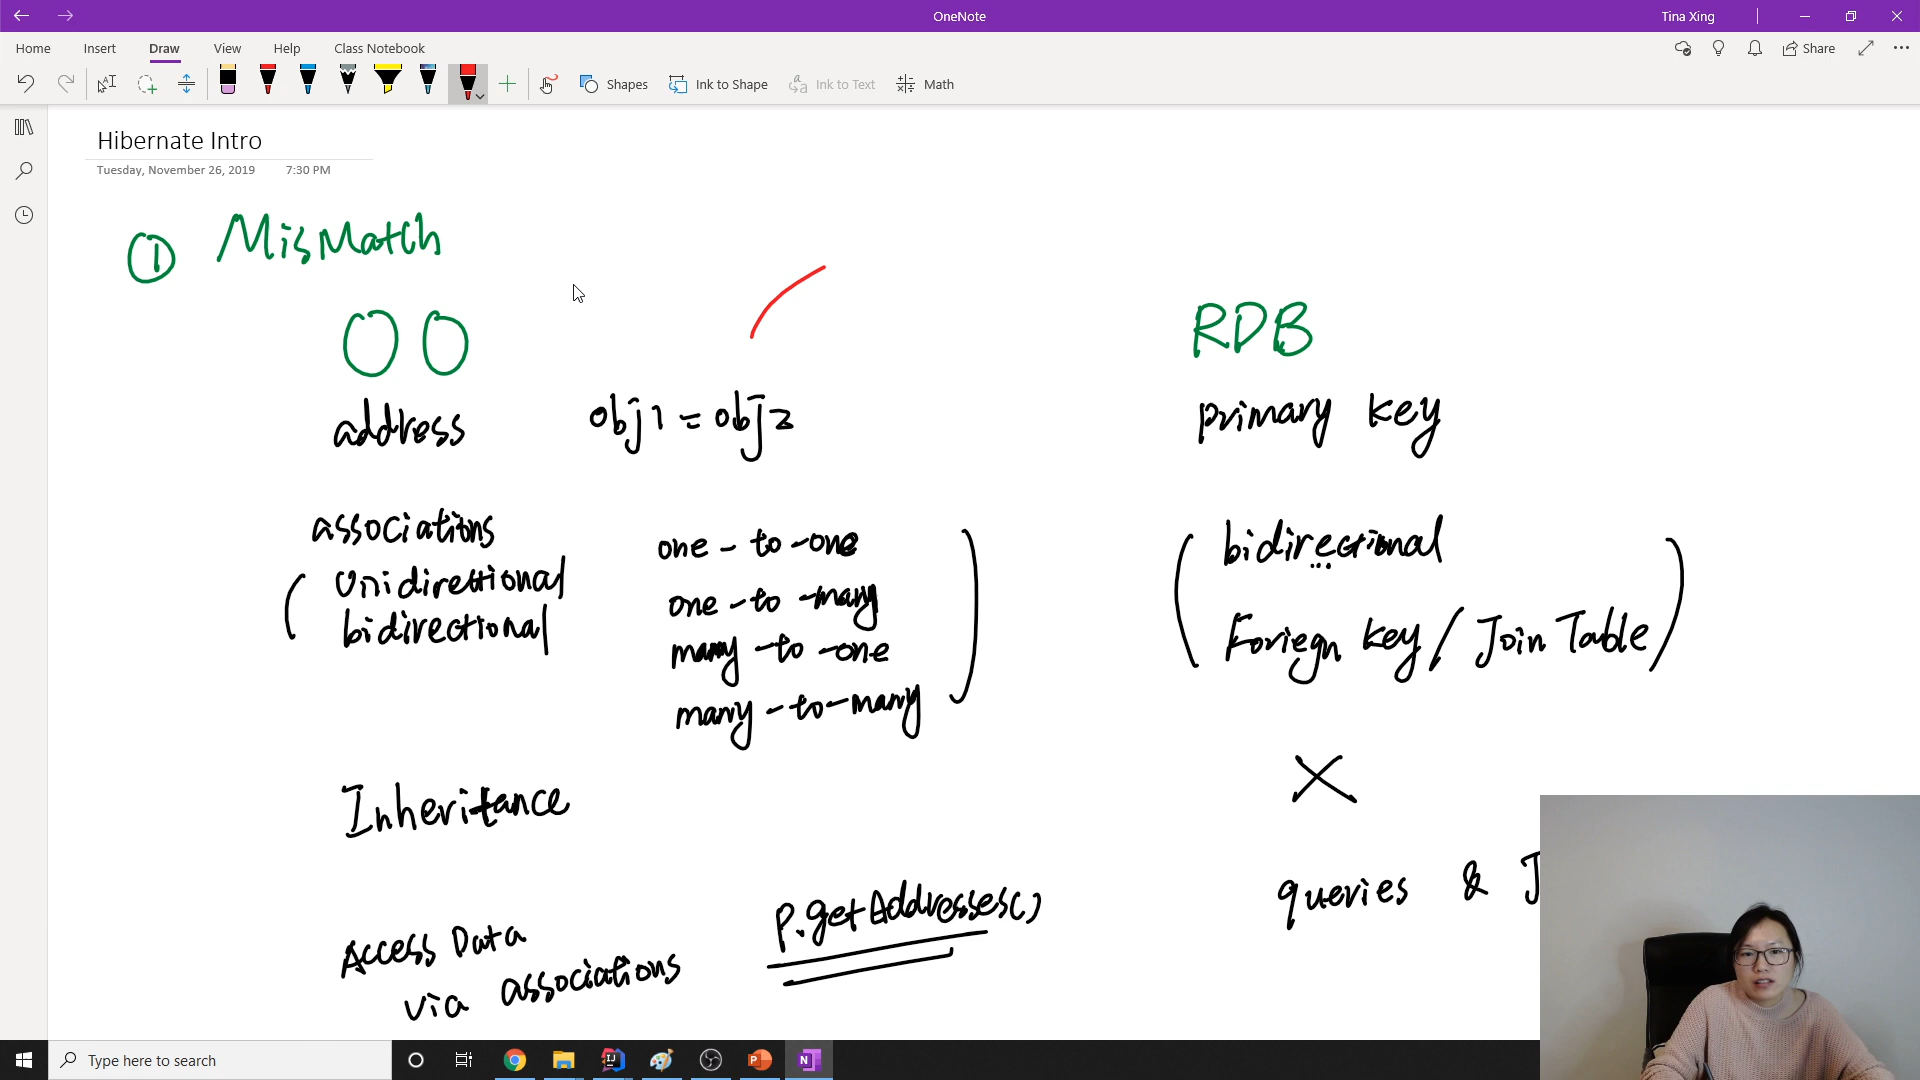 OneNote
Tina Xing
Home Insert Draw View Help Class Notebook
Share
Shapes Ink to Shape Ink to Text Math
Hibernate Intro
Tuesday, November 26, 2019 7:30 PM
① MisMatch
OO RDB
address obj1 = obj2 primary key
associations one-to-one bidirectional
unidirectional one-to-many
bidirectional many-to-one Foriegn key / Join Table
many-to-many
Inheritance X
Access Data P.getAddresses() queries & J
via associations
Type here to search